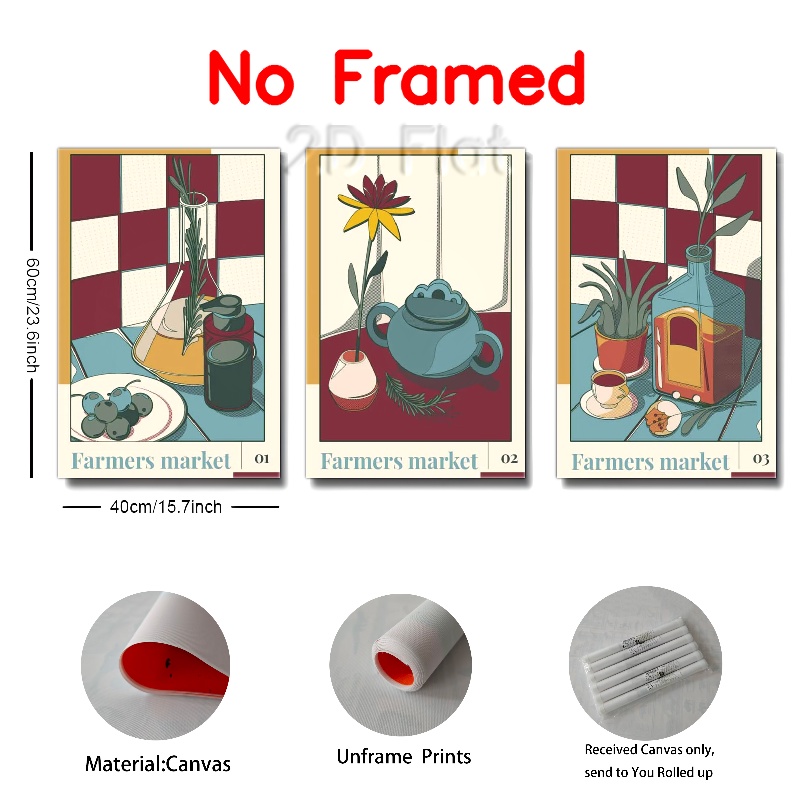 No Framed
2D Flat
60cm/23.6inch
Farmers market 01
Farmers market 02
Farmers market 03
40cm/15.7inch
Material:Canvas
Unframe Prints
Received Canvas only,
send to You Rolled up